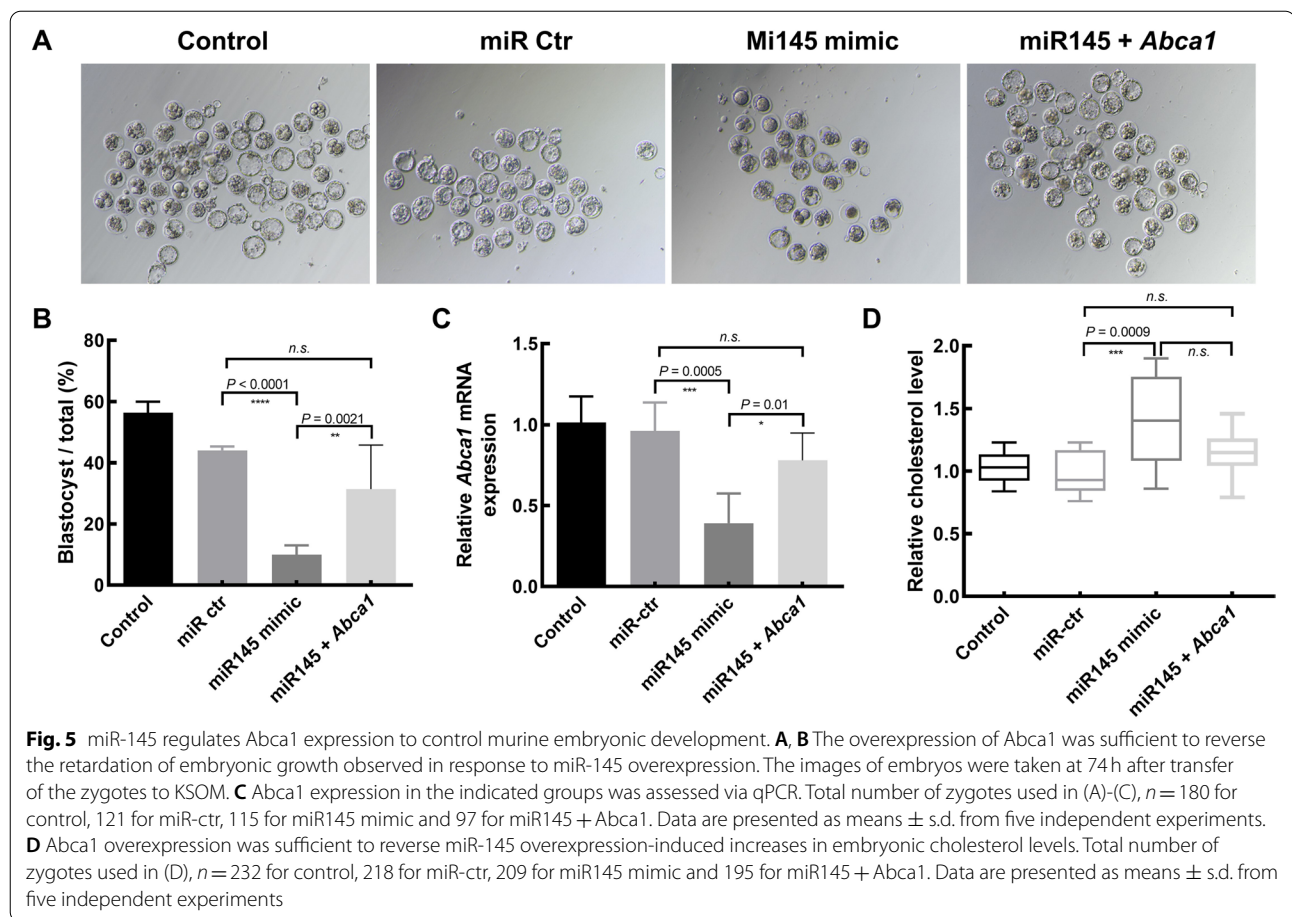 A
Control
miR Ctr
Mi145 mimic
miR145 + Abca1
B
Blastocyst / total (%)
80
60
40
20
0
n.s.
P < 0.0001
****
P = 0.0021
**
Control
miR ctr
miR145 mimic
miR145 + Abca1
C
Relative Abca1 mRNA
expression
1.5
1.0
0.5
0.0
n.s.
P = 0.0005
***
P = 0.01
*
Control
miR-ctr
miR145 mimic
miR145 + Abca1
D
Relative cholesterol level
2.0
1.5
1.0
0.5
0.0
n.s.
P = 0.0009
***
n.s.
Control
miR-ctr
miR145 mimic
miR145 + Abca1
Fig. 5 miR-145 regulates Abca1 expression to control murine embryonic development. A, B The overexpression of Abca1 was sufficient to reverse
the retardation of embryonic growth observed in response to miR-145 overexpression. The images of embryos were taken at 74 h after transfer
of the zygotes to KSOM. C Abca1 expression in the indicated groups was assessed via qPCR. Total number of zygotes used in (A)-(C), n = 180 for
control, 121 for miR-ctr, 115 for miR145 mimic and 97 for miR145 + Abca1. Data are presented as means ± s.d. from five independent experiments.
D Abca1 overexpression was sufficient to reverse miR-145 overexpression-induced increases in embryonic cholesterol levels. Total number of
zygotes used in (D), n = 232 for control, 218 for miR-ctr, 209 for miR145 mimic and 195 for miR145 + Abca1. Data are presented as means ± s.d. from
five independent experiments